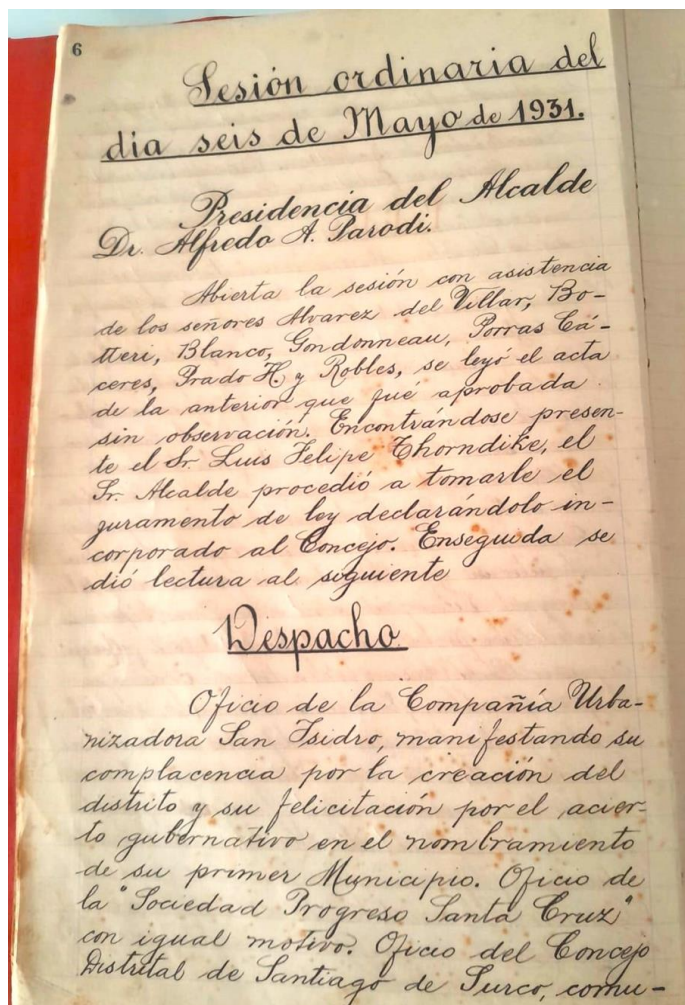 6
Sesión ordinaria del
dia seis de Mayo de 1931.
Presidencia del Alcalde
Dr. Alfredo A. Parodi.
Abierta la sesión con asistencia
de los señores Alvarez del Villar, Bo-
tteri, Blanco, Gondonneau, Porras Cá-
ceres, Prado H. y Robles, se leyó el acta
de la anterior que fué aprobada
sin observación. Encontrándose presen-
te el Sr. Luis Felipe Thorndike, el
Sr. Alcalde procedió a tomarle el
juramento de ley declarándolo in-
corporado al Concejo. Enseguida se
dió lectura al siguiente
Despacho
Oficio de la Compañía Urba-
nizadora San Isidro, manifestando su
complacencia por la creación del
distrito y su felicitación por el acier-
to gubernativo en el nombramiento
de su primer Municipio. Oficio de
la "Sociedad Progreso Santa Cruz"
con igual motivo. Oficio del Concejo
Distrital de Santiago de Surco, comu-